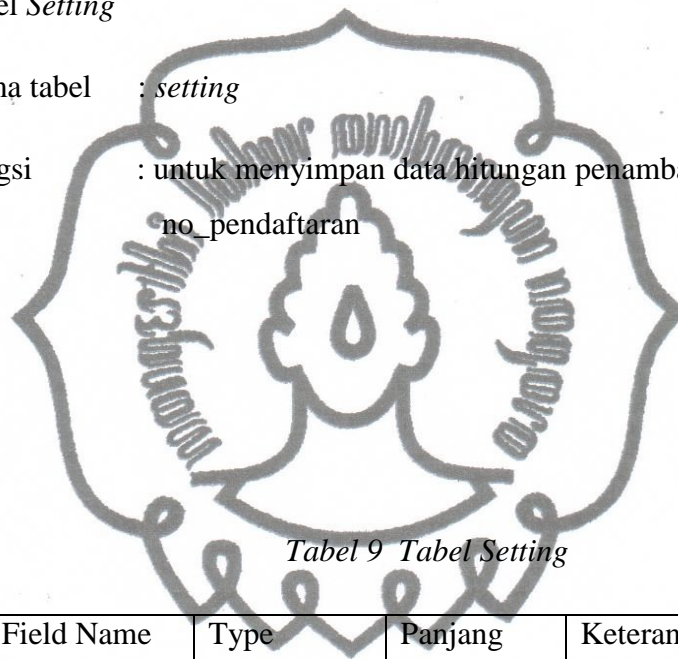 el Setting
na tabel : setting
gsi : untuk menyimpan data hitungan penamba
no_pendaftaran
Tabel 9 Tabel Setting
Field Name Type Panjang Keteran